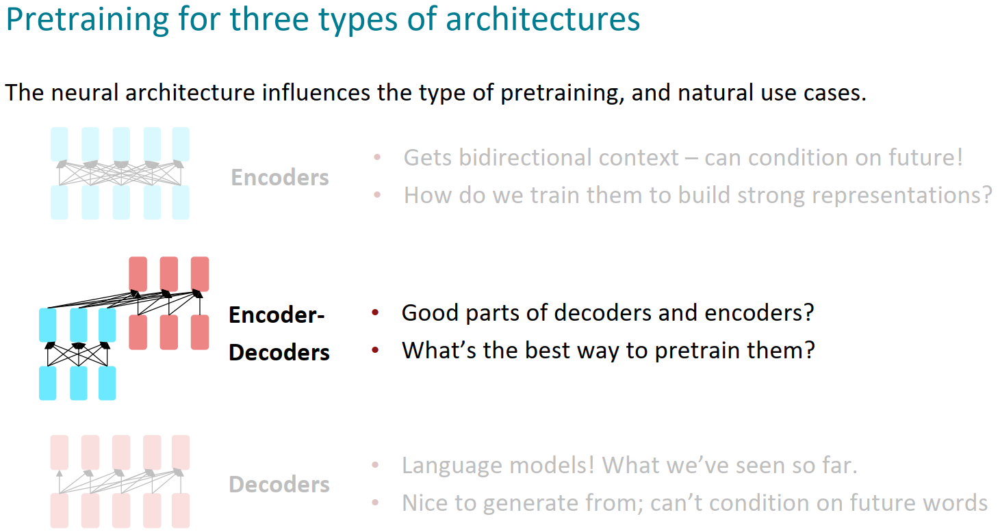 Pretraining for three types of architectures
The neural architecture influences the type of pretraining, and natural use cases.
Encoders
• Gets bidirectional context – can condition on future!
• How do we train them to build strong representations?
Encoder-
Decoders
• Good parts of decoders and encoders?
• What’s the best way to pretrain them?
Decoders
• Language models! What we’ve seen so far.
• Nice to generate from; can’t condition on future words